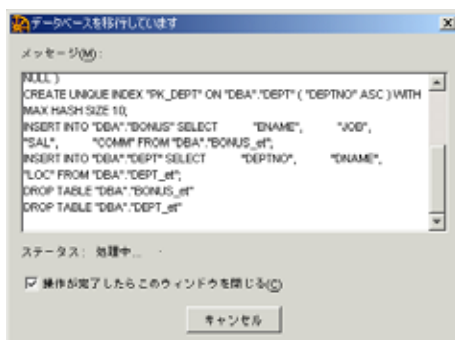 データベースを移行しています
メッセージ(M):
NULL )
CREATE UNIQUE INDEX "PK_DEPT" ON "DBA"."DEPT" ( "DEPTNO" ASC ) WITH
MAX HASH SIZE 10;
INSERT INTO "DBA"."BONUS" SELECT "ENAME", "JOB",
"SAL", "COMM" FROM "DBA"."BONUS_et";
INSERT INTO "DBA"."DEPT" SELECT "DEPTNO", "DNAME",
"LOC" FROM "DBA"."DEPT_et";
DROP TABLE "DBA"."BONUS_et"
DROP TABLE "DBA"."DEPT_et"
ステータス: 処理中...
操作が完了したらこのウィンドウを閉じる(C)
キャンセル